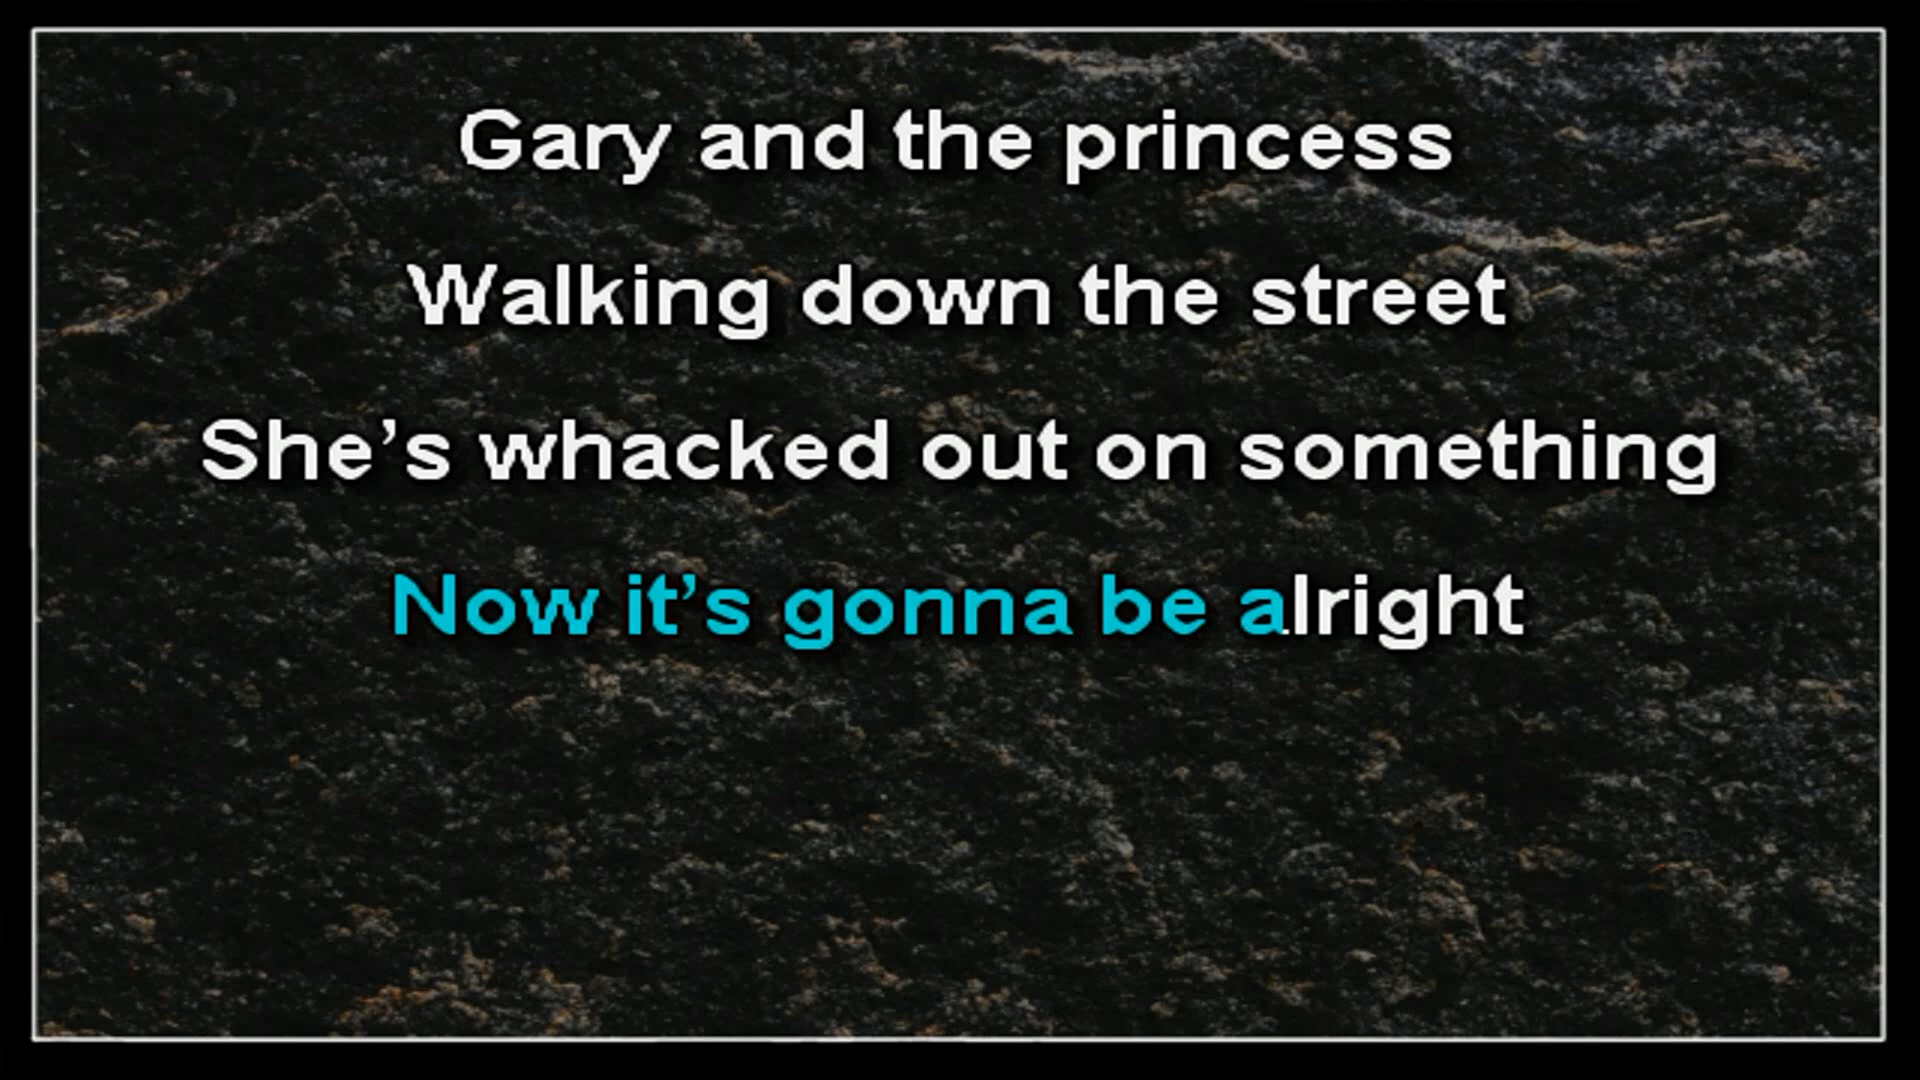 Gary and the princess
Walking down the street
She’s whacked out on something
Now it’s gonna be alright